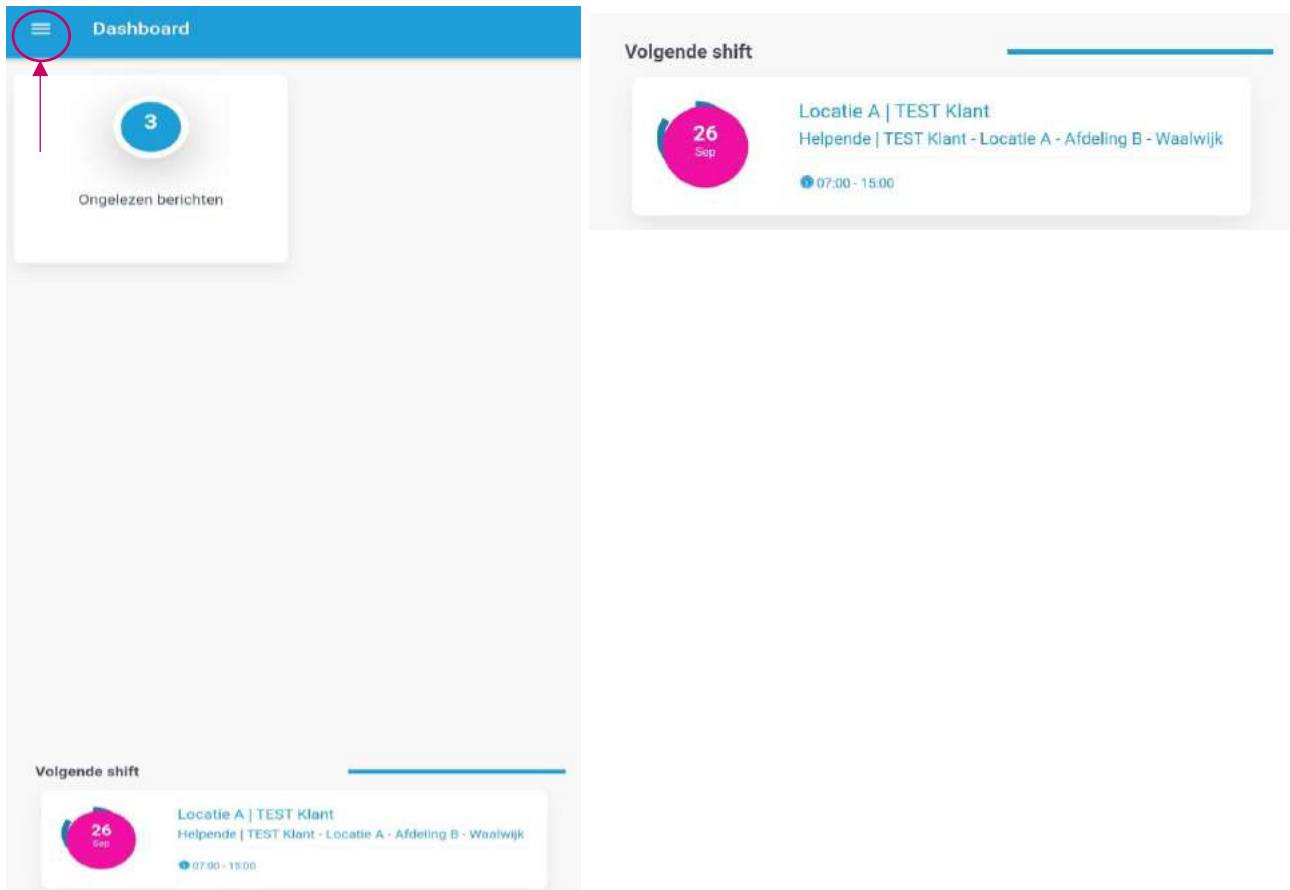 Dashboard
3
Ongelezen berichten
Volgende shift
26
Sep
Locatie A | TEST Klant
Helpende | TEST Klant - Locatie A - Afdeling B - Waalwijk
07:00 - 15:00
Volgende shift
26
Sep
Locatie A | TEST Klant
Helpende | TEST Klant - Locatie A - Afdeling B - Waalwijk
07:00 - 15:00